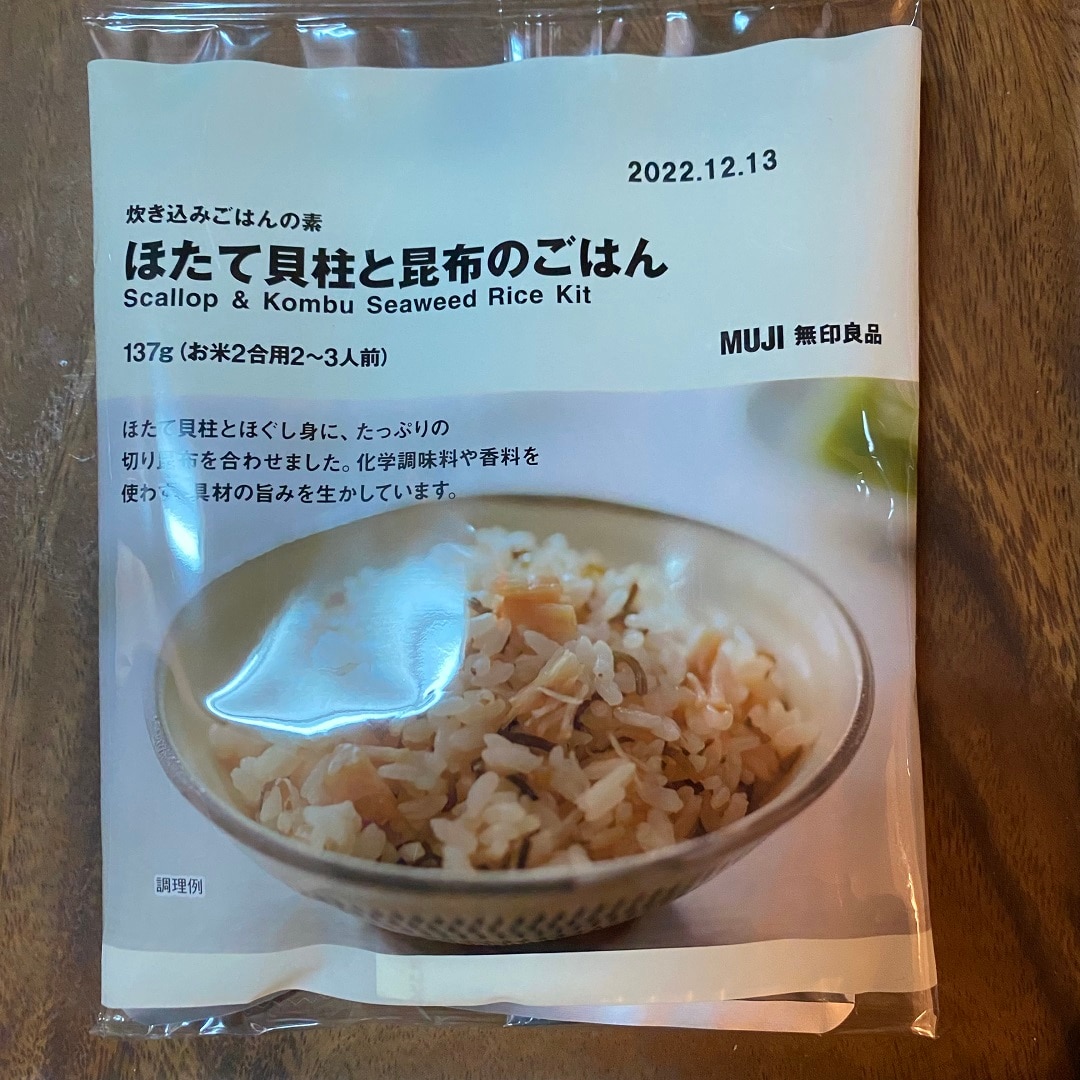 2022.12.13
炊き込みごはんの素
ほたて貝柱と昆布のごはん
Scallop & Kombu Seaweed Rice Kit
137g (お米2合用2〜3人前)
MUJI 無印良品
ほたて貝柱とほぐし身に、たっぷりの
切り昆布を合わせました。化学調味料や香料を
使わず、具材の旨みを生かしています。
調理例